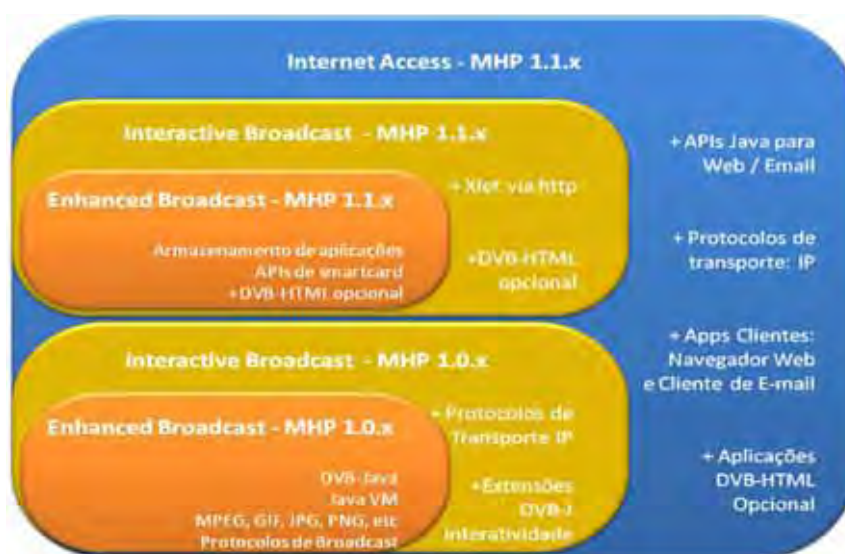 Internet Access - MHP 1.1.x
Interactive Broadcast - MHP 1.1.x
Enhanced Broadcast - MHP 1.1.x
Armazenamento de aplicações
APIs de smartcard
+DVB-HTML opcional
+ Xlet via http
+DVB-HTML
opcional
Interactive Broadcast - MHP 1.0.x
Enhanced Broadcast - MHP 1.0.x
DVB-Java
Java VM
MPEG, GIF, JPG, PNG, etc
Protocolos de Broadcast
+ Protocolos de
Transporte IP
+Extensões
DVB-J
Interatividade
+ APIs Java para
Web / Email
+ Protocolos de
transporte: IP
+ Apps Clientes:
Navegador Web
e Cliente de E-mail
+ Aplicações
DVB-HTML
Opcional